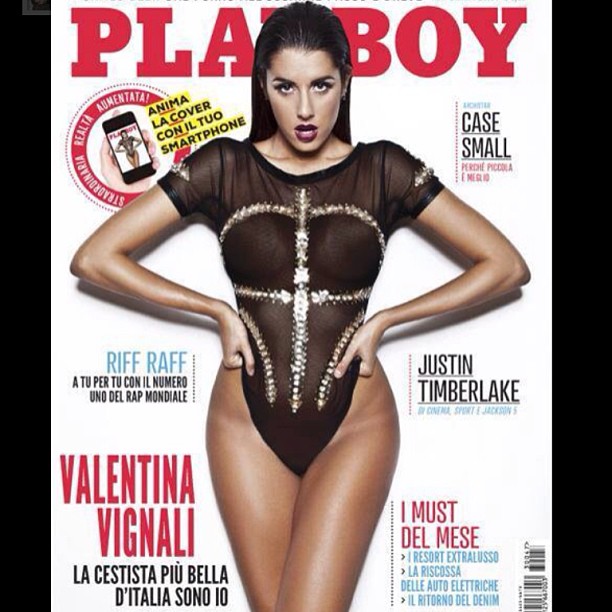 PLAYBOY
STRAORDINARIA REALTÀ AUMENTATA!
ANIMA
LA COVER
CON IL TUO
SMARTPHONE
PLAYBOY
ARCHISTAR
CASE
SMALL
PERCHÉ PICCOLA
È MEGLIO
RIFF RAFF
A TU PER TU CON IL NUMERO
UNO DEL RAP MONDIALE
JUSTIN
TIMBERLAKE
DI CINEMA, SPORT E JACKSON 5
VALENTINA
VIGNALI
LA CESTISTA PIÙ BELLA
D'ITALIA SONO IO
I MUST
DEL MESE
> I RESORT EXTRALUSSO
> LA RISCOSSA
DELLE AUTO ELETTRICHE
> IL RITORNO DEL DENIM